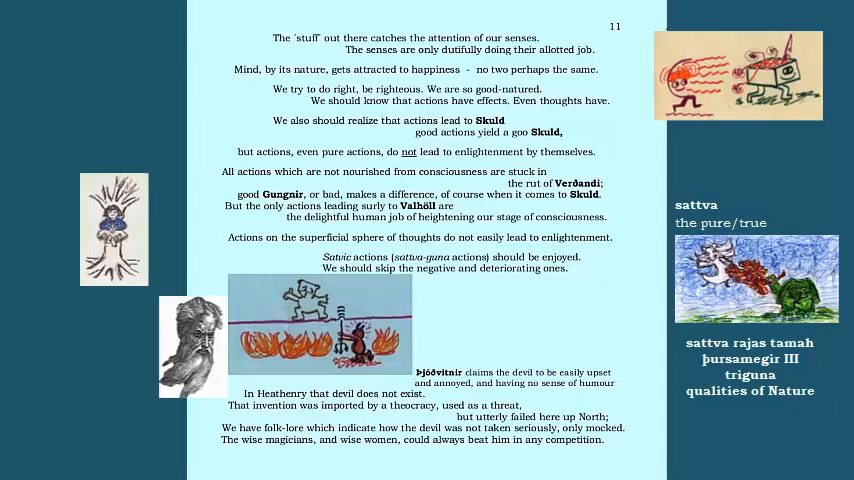 11
The ‘stuff’ out there catches the attention of our senses.
The senses are only dutifully doing their allotted job.
Mind, by its nature, gets attracted to happiness - no two perhaps the same.
We try to do right, be righteous. We are so good-natured.
We should know that actions have effects. Even thoughts have.
We also should realize that actions lead to Skuld
good actions yield a goo Skuld,
but actions, even pure actions, do not lead to enlightenment by themselves.
All actions which are not nourished from consciousness are stuck in
the rut of Verðandi;
good Gungnir, or bad, makes a difference, of course when it comes to Skuld.
But the only actions leading surly to Valhöll are
the delightful human job of heightening our stage of consciousness.
Actions on the superficial sphere of thoughts do not easily lead to enlightenment.
Satvic actions (sattva-guna actions) should be enjoyed.
We should skip the negative and deteriorating ones.
Þjóðvitnir claims the devil to be easily upset
and annoyed, and having no sense of humour
In Heathenry that devil does not exist.
That invention was imported by a theocracy, used as a threat,
but utterly failed here up North;
We have folk-lore which indicate how the devil was not taken seriously, only mocked.
The wise magicians, and wise women, could always beat him in any competition.
sattva
the pure/true
sattva rajas tamah
þursamegir III
triguna
qualities of Nature